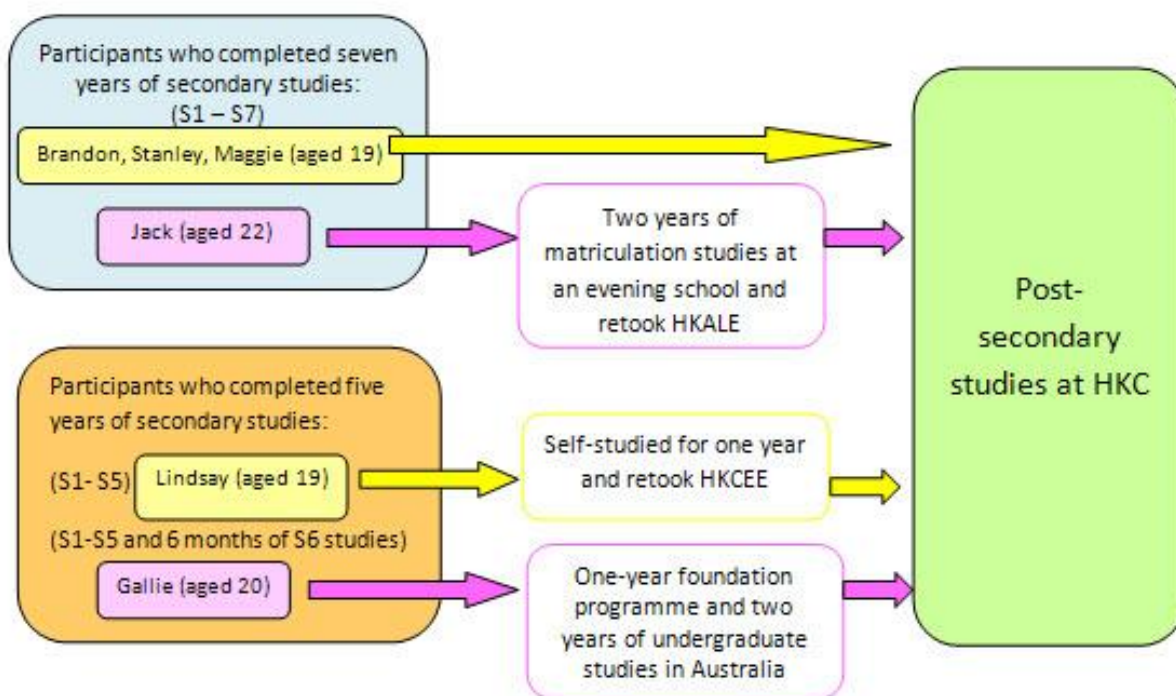 Participants who completed seven
years of secondary studies:
(S1 – S7)
Brandon, Stanley, Maggie (aged 19)
Jack (aged 22)
Two years of
matriculation studies at
an evening school and
retook HKALE
Participants who completed five
years of secondary studies:
(S1- S5)
Lindsay (aged 19)
Self-studied for one year
and retook HKCEE
(S1-S5 and 6 months of S6 studies)
Gallie (aged 20)
One-year foundation
programme and two
years of undergraduate
studies in Australia
Post-
secondary
studies at HKC